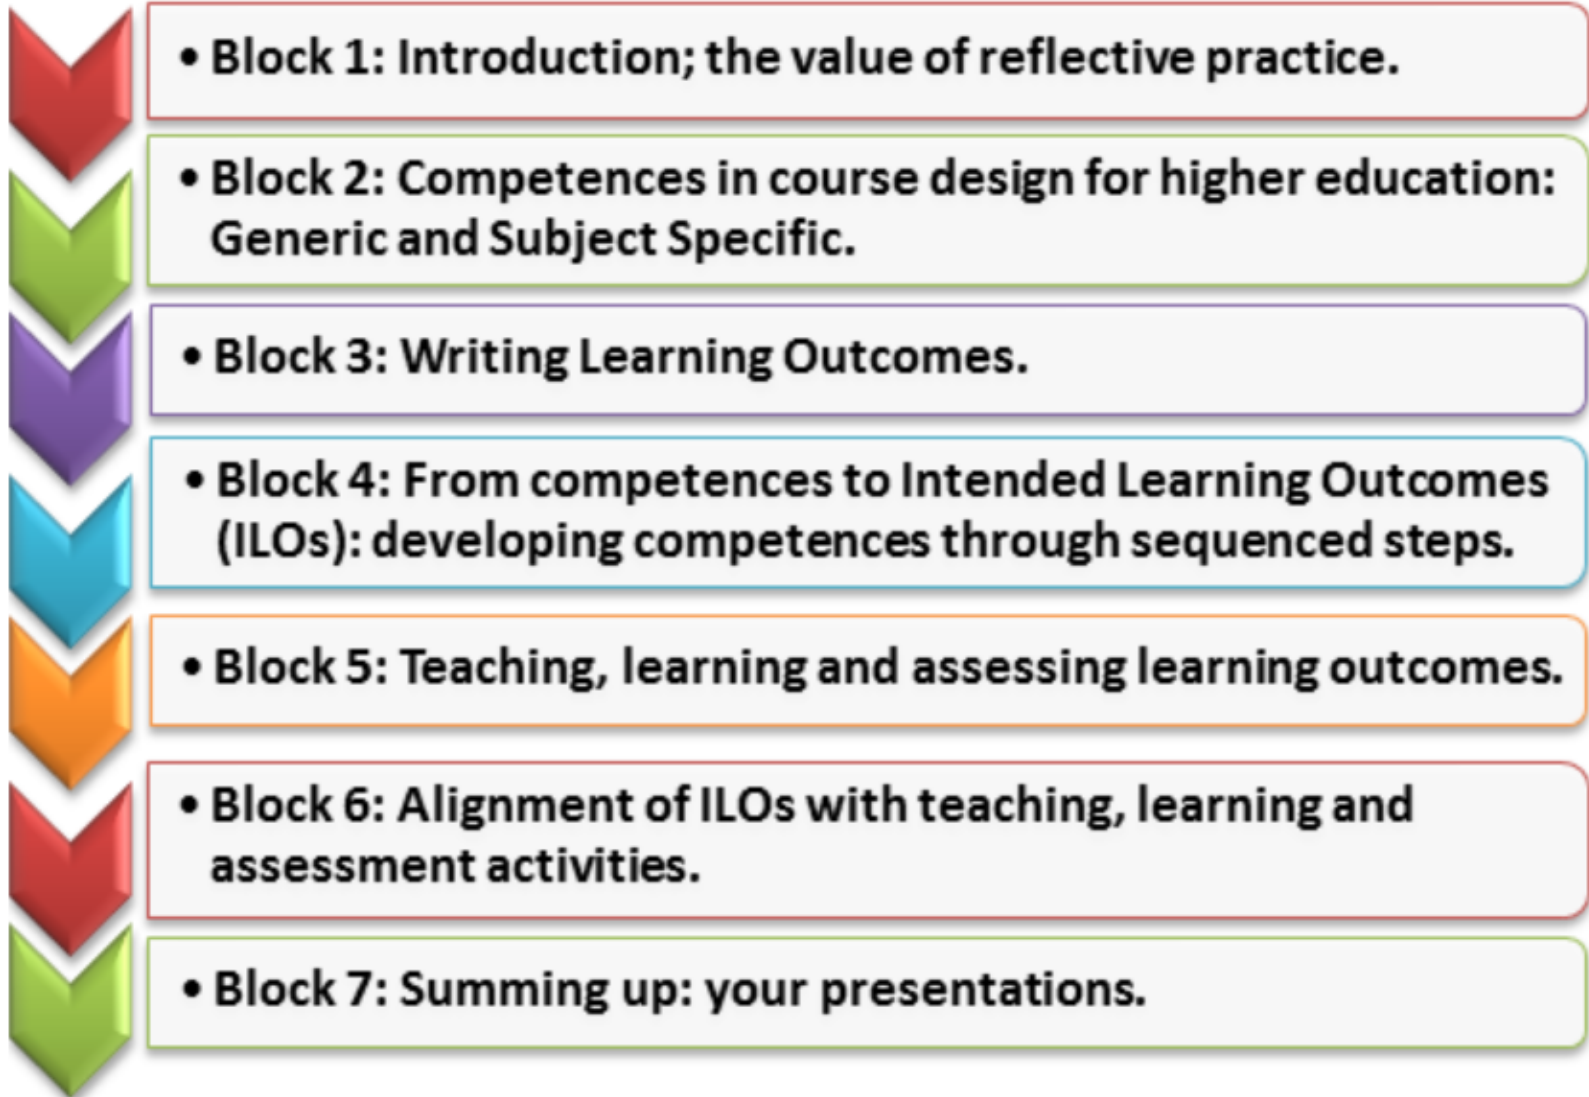 • Block 1: Introduction; the value of reflective practice.
• Block 2: Competences in course design for higher education:
Generic and Subject Specific.
• Block 3: Writing Learning Outcomes.
• Block 4: From competences to Intended Learning Outcomes
(ILOs): developing competences through sequenced steps.
• Block 5: Teaching, learning and assessing learning outcomes.
• Block 6: Alignment of ILOs with teaching, learning and
assessment activities.
• Block 7: Summing up: your presentations.